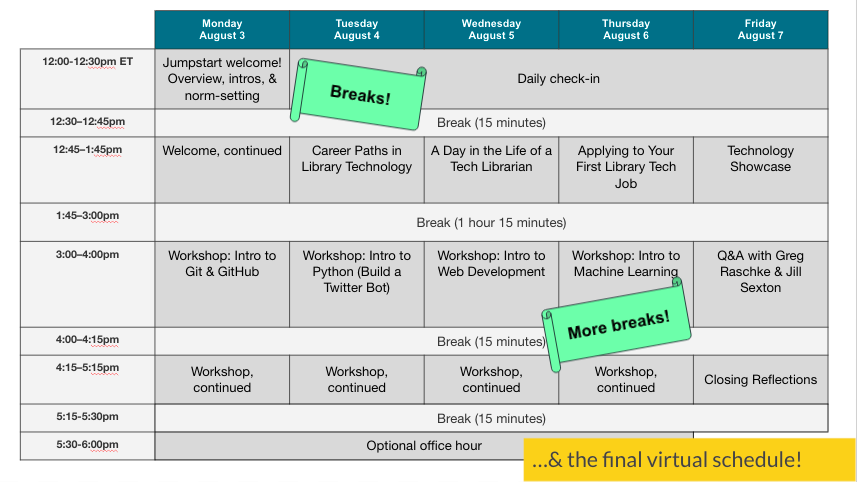 Monday
August 3
Tuesday
August 4
Wednesday
August 5
Thursday
August 6
Friday
August 7
12:00-12:30pm ET
Jumpstart welcome!
Overview, intros, &
norm-setting
Breaks!
Daily check-in
12:30–12:45pm
Break (15 minutes)
12:45–1:45pm
Welcome, continued
Career Paths in
Library Technology
A Day in the Life of a
Tech Librarian
Applying to Your
First Library Tech
Job
Technology
Showcase
1:45–3:00pm
Break (1 hour 15 minutes)
3:00–4:00pm
Workshop: Intro to
Git & GitHub
Workshop: Intro to
Python (Build a
Twitter Bot)
Workshop: Intro to
Web Development
Workshop: Intro to
Machine Learning
Q&A with Greg
Raschke & Jill
Sexton
More breaks!
4:00–4:15pm
Break (15 minutes)
4:15–5:15pm
Workshop,
continued
Workshop,
continued
Workshop,
continued
Workshop,
continued
Closing Reflections
5:15-5:30pm
Break (15 minutes)
5:30-6:00pm
Optional office hour
…& the final virtual schedule!